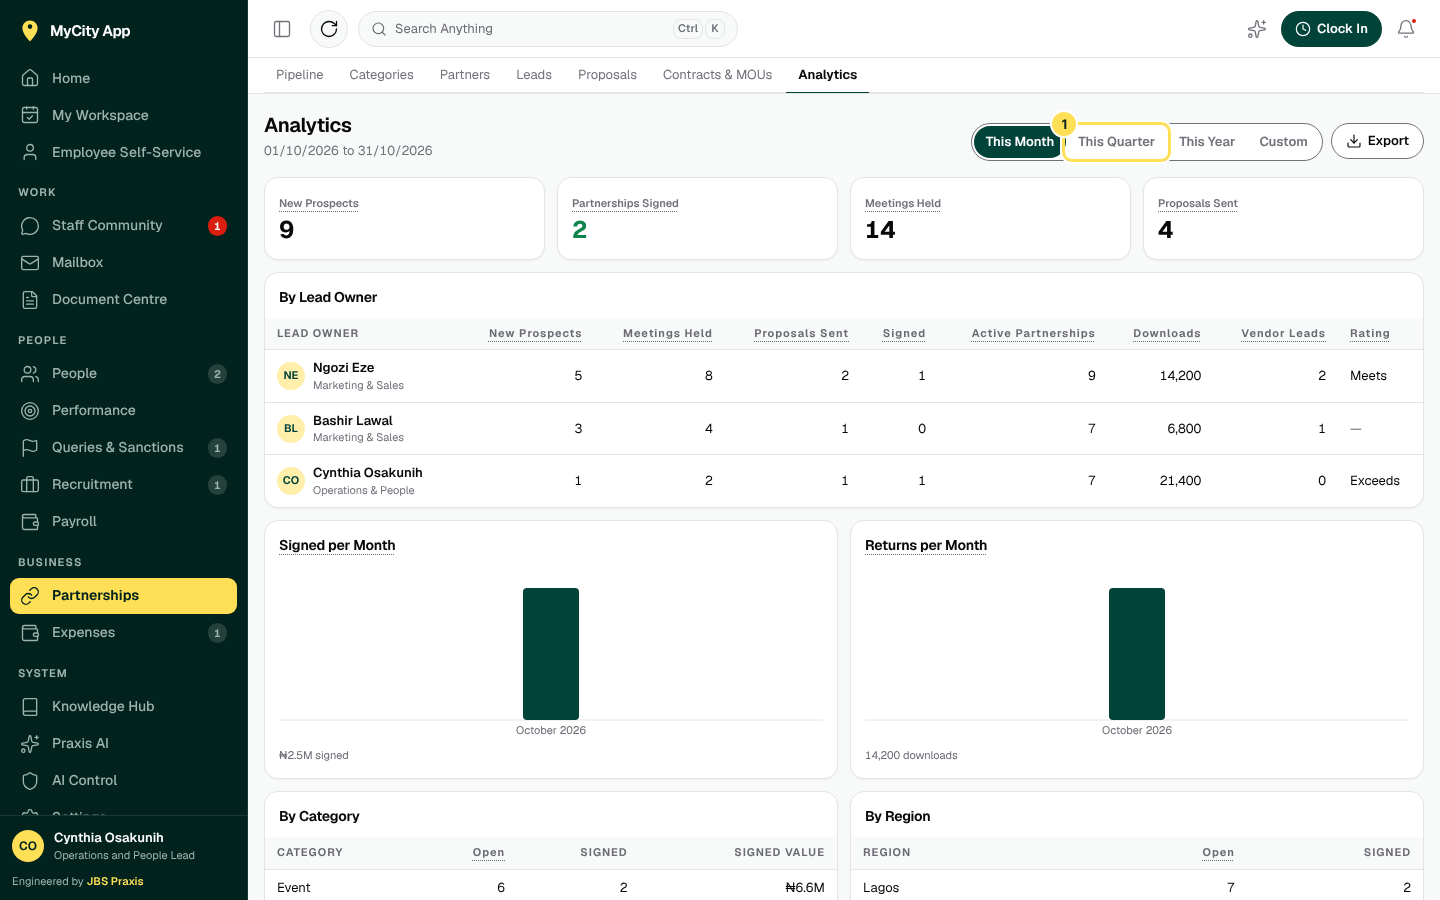 MyCity App
Home
My Workspace
Employee Self-Service
WORK
Staff Community 1
Mailbox
Document Centre
PEOPLE
People 2
Performance
Queries & Sanctions 1
Recruitment 1
Payroll
BUSINESS
Partnerships
Expenses 1
SYSTEM
Knowledge Hub
Praxis AI
AI Control
CO Cynthia Osakunih
Operations and People Lead
Engineered by JBS Praxis
Search Anything Ctrl K
Clock In
Pipeline Categories Partners Leads Proposals Contracts & MOUs Analytics
Analytics
01/10/2026 to 31/10/2026
1
This Month This Quarter This Year Custom Export
New Prospects Partnerships Signed Meetings Held Proposals Sent
9 2 14 4
By Lead Owner
LEAD OWNER New Prospects Meetings Held Proposals Sent Signed Active Partnerships Downloads Vendor Leads Rating
NE Ngozi Eze 5 8 2 1 9 14,200 2 Meets
Marketing & Sales
BL Bashir Lawal 3 4 1 0 7 6,800 1 —
Marketing & Sales
CO Cynthia Osakunih 1 2 1 1 7 21,400 0 Exceeds
Operations & People
Signed per Month
October 2026
₦2.5M signed
Returns per Month
October 2026
14,200 downloads
By Category
CATEGORY Open SIGNED SIGNED VALUE
Event 6 2 ₦6.6M
By Region
REGION Open SIGNED
Lagos 7 2